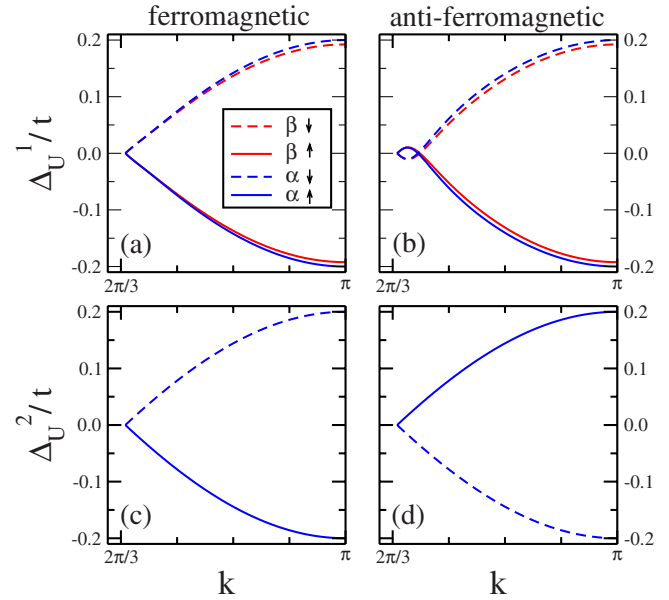 ferromagnetic
anti-ferromagnetic
0.2
0.2
0.1
0.1
Δ_U^1/t
0.0
0.0
-0.1
-0.1
-0.2
-0.2
β ↓
β ↑
α ↓
α ↑
(a)
(b)
2π/3
π
2π/3
π
0.2
0.2
0.1
0.1
Δ_U^2/t
0.0
0.0
-0.1
-0.1
-0.2
-0.2
(c)
(d)
2π/3
π
2π/3
π
k
k